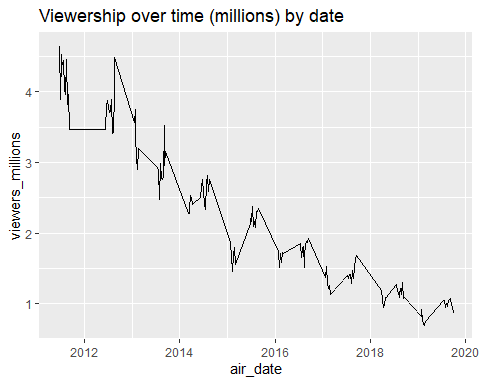 Viewership over time (millions) by date
viewers_millions
4
3
2
1
2012 2014 2016 2018 2020
air_date